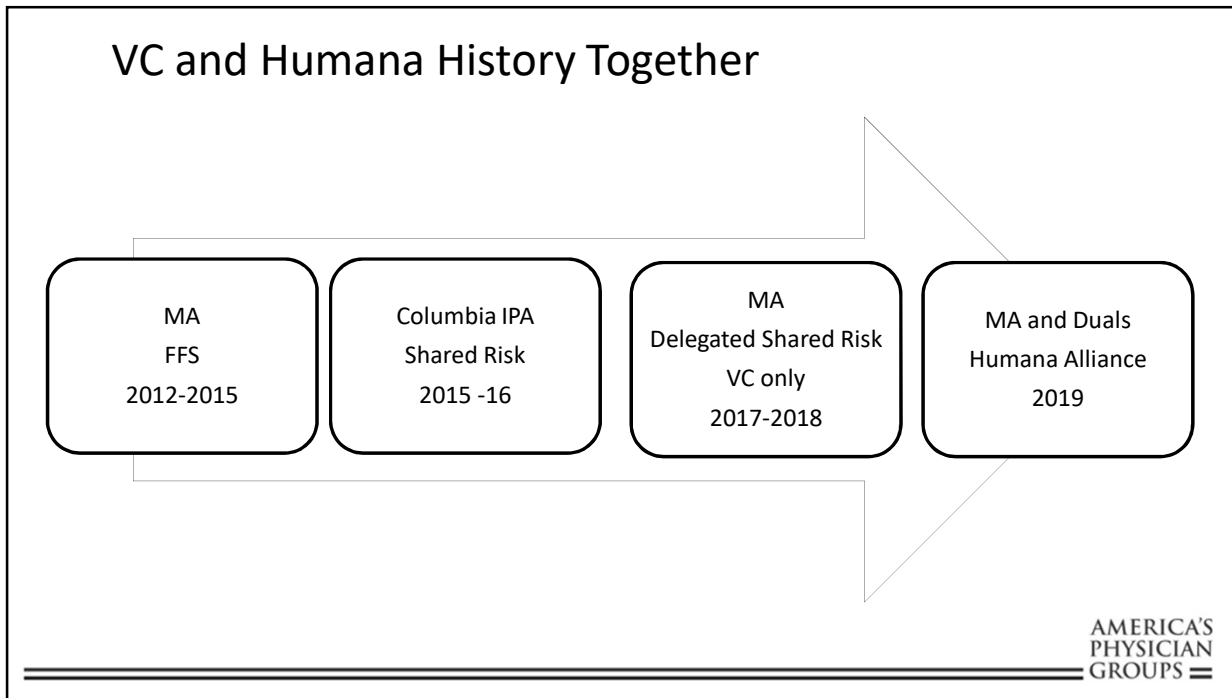 VC and Humana History Together
MA
FFS
2012-2015
Columbia IPA
Shared Risk
2015 -16
MA
Delegated Shared Risk
VC only
2017-2018
MA and Duals
Humana Alliance
2019
AMERICA'S
PHYSICIAN
GROUPS